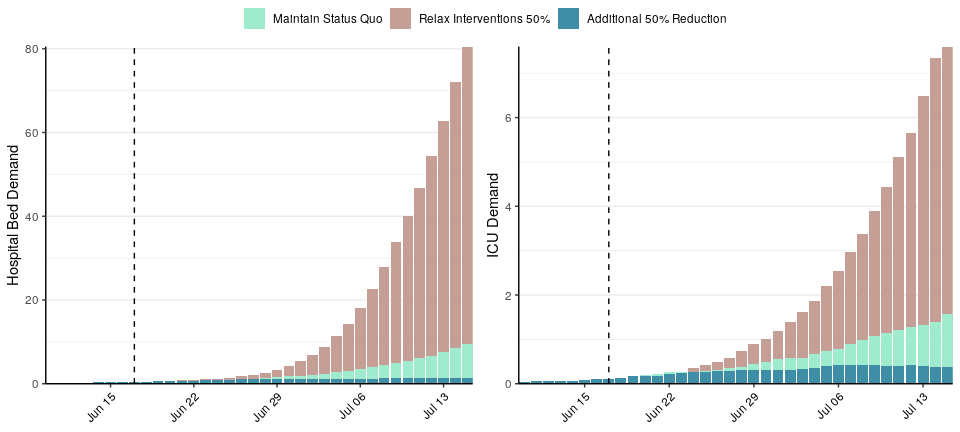 Maintain Status Quo Relax Interventions 50% Additional 50% Reduction
Hospital Bed Demand
80
60
40
20
0
Jun 15 Jun 22 Jun 29 Jul 06 Jul 13
ICU Demand
6
4
2
0
Jun 15 Jun 22 Jun 29 Jul 06 Jul 13